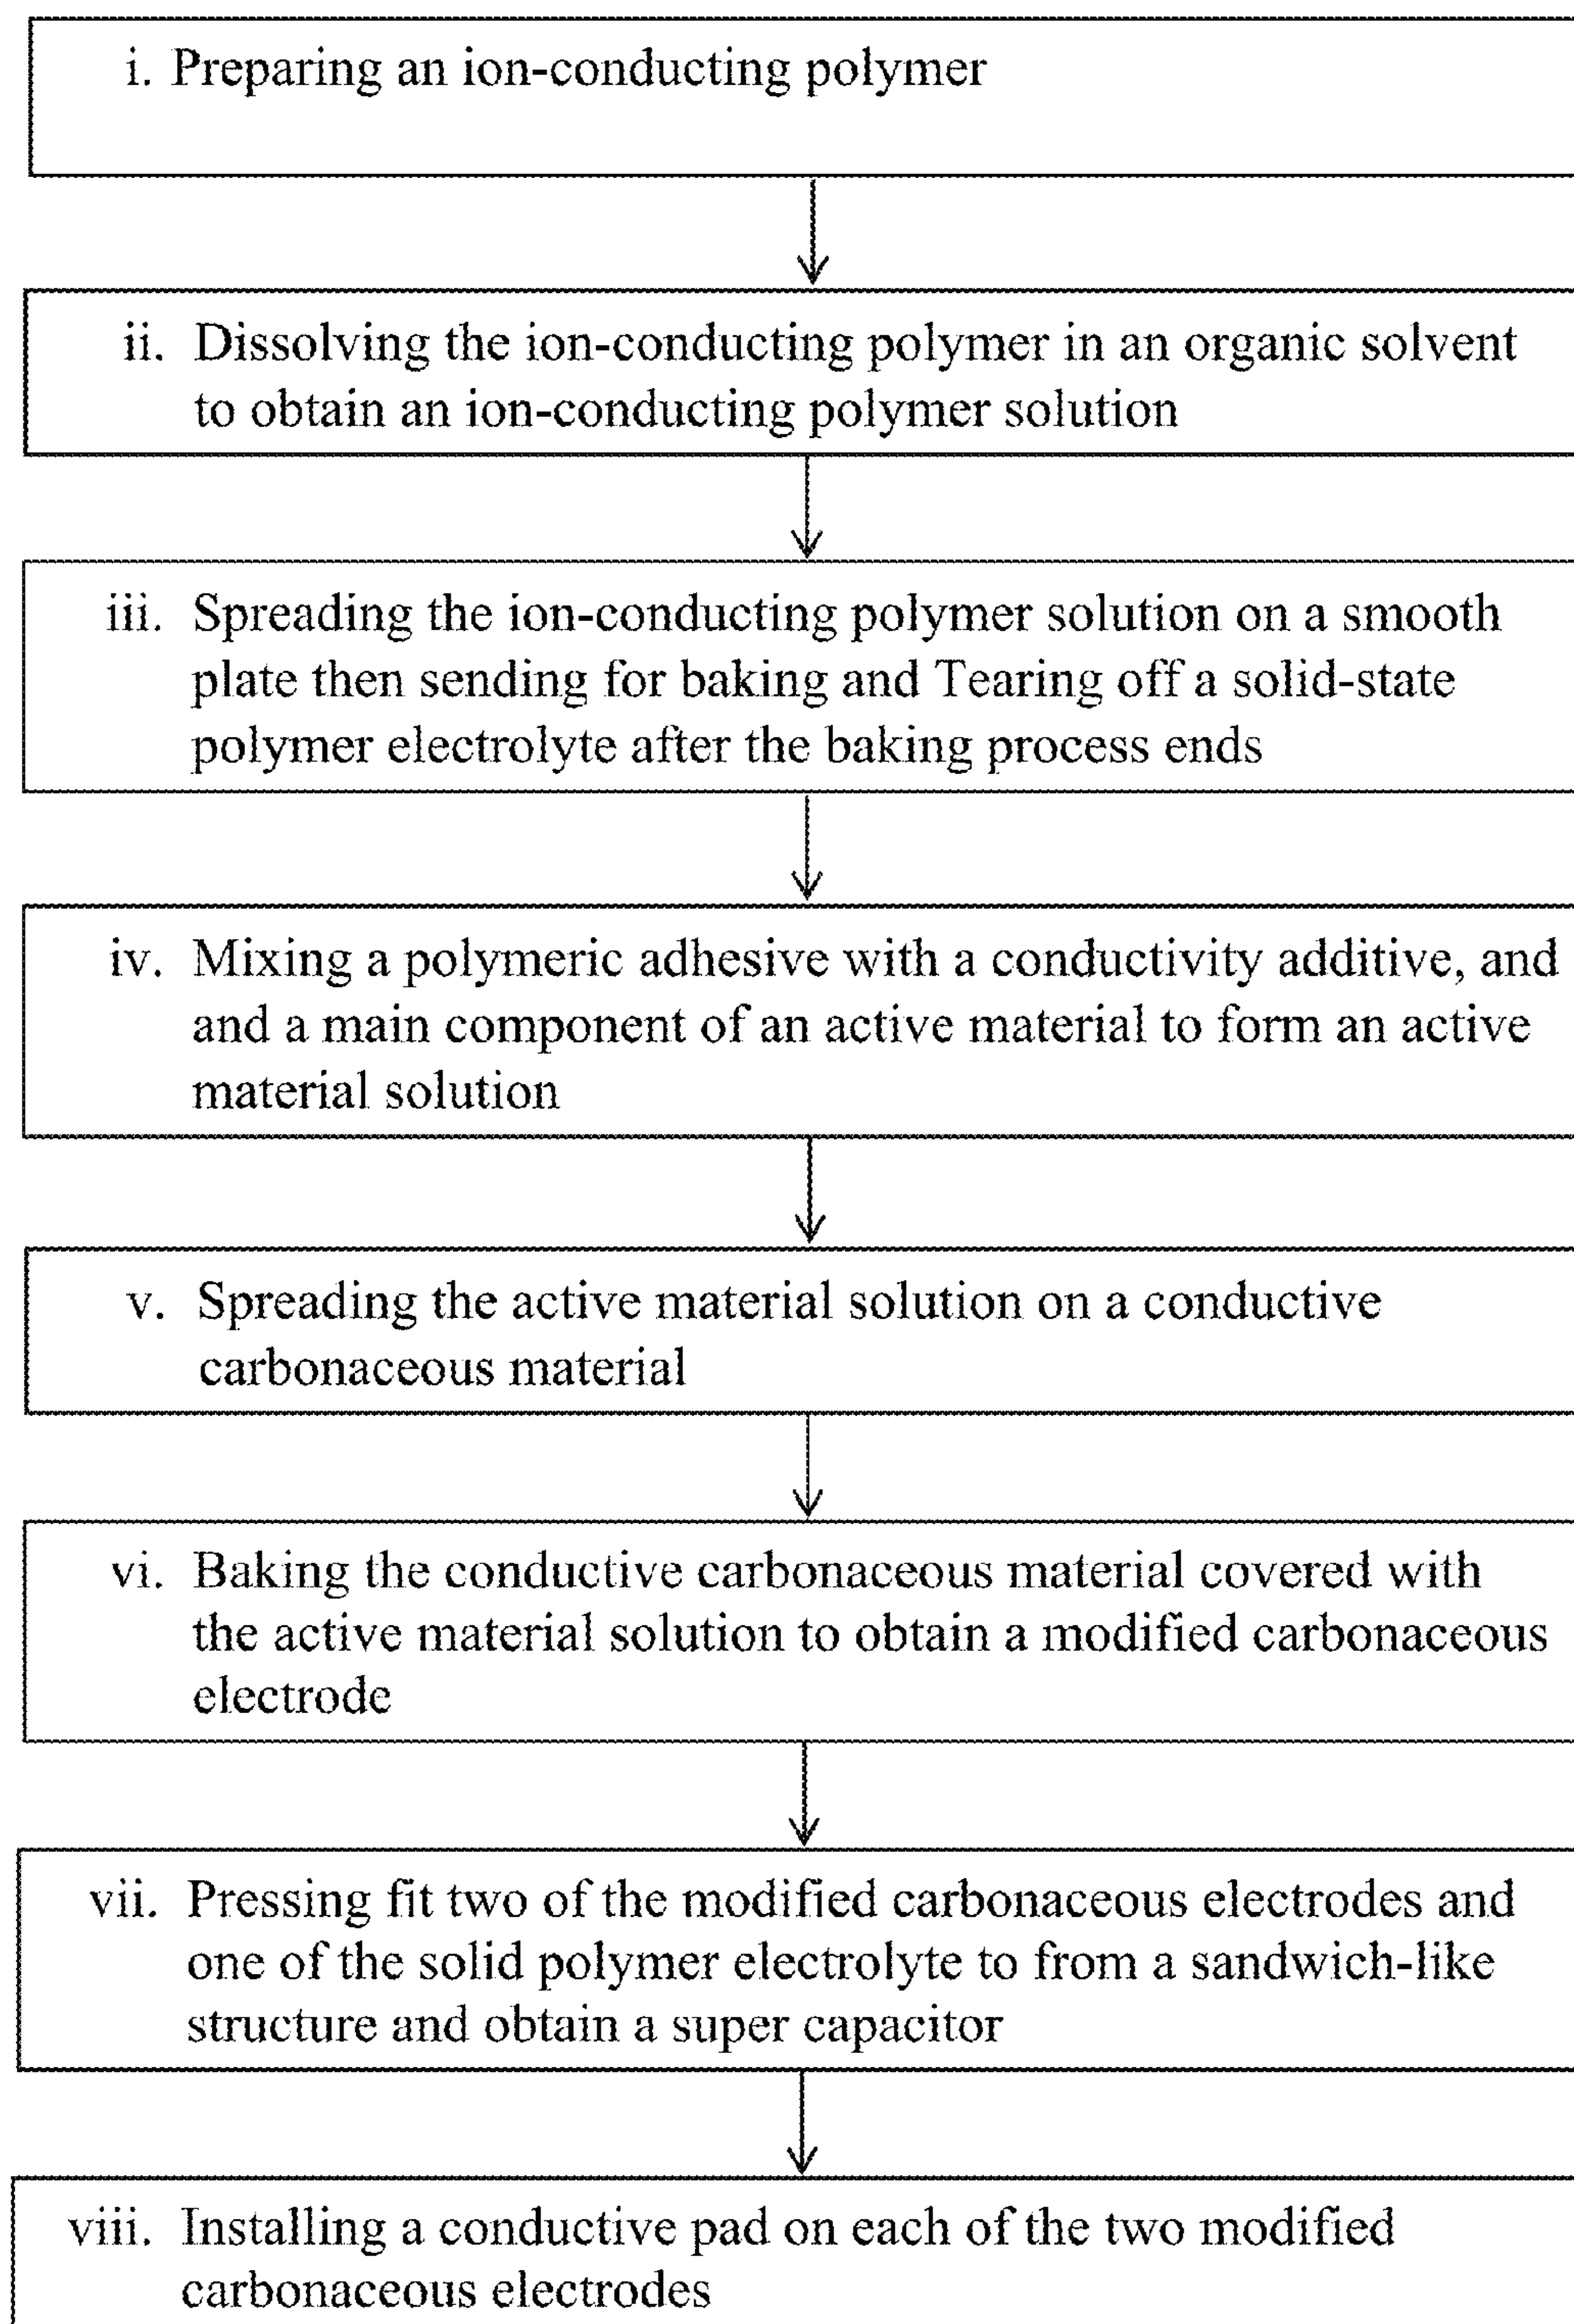 i. Preparing an ion-conducting polymer
ii. Dissolving the ion-conducting polymer in an organic solvent
to obtain an ion-conducting polymer solution
iii. Spreading the ion-conducting polymer solution on a smooth
plate then sending for baking and Tearing off a solid-state
polymer electrolyte after the baking process ends
iv. Mixing a polymeric adhesive with a conductivity additive, and
and a main component of an active material to form an active
material solution
v. Spreading the active material solution on a conductive
carbonaceous material
vi. Baking the conductive carbonaceous material covered with
the active material solution to obtain a modified carbonaceous
electrode
vii. Pressing fit two of the modified carbonaceous electrodes and
one of the solid polymer electrolyte to from a sandwich-like
structure and obtain a super capacitor
viii. Installing a conductive pad on each of the two modified
carbonaceous electrodes